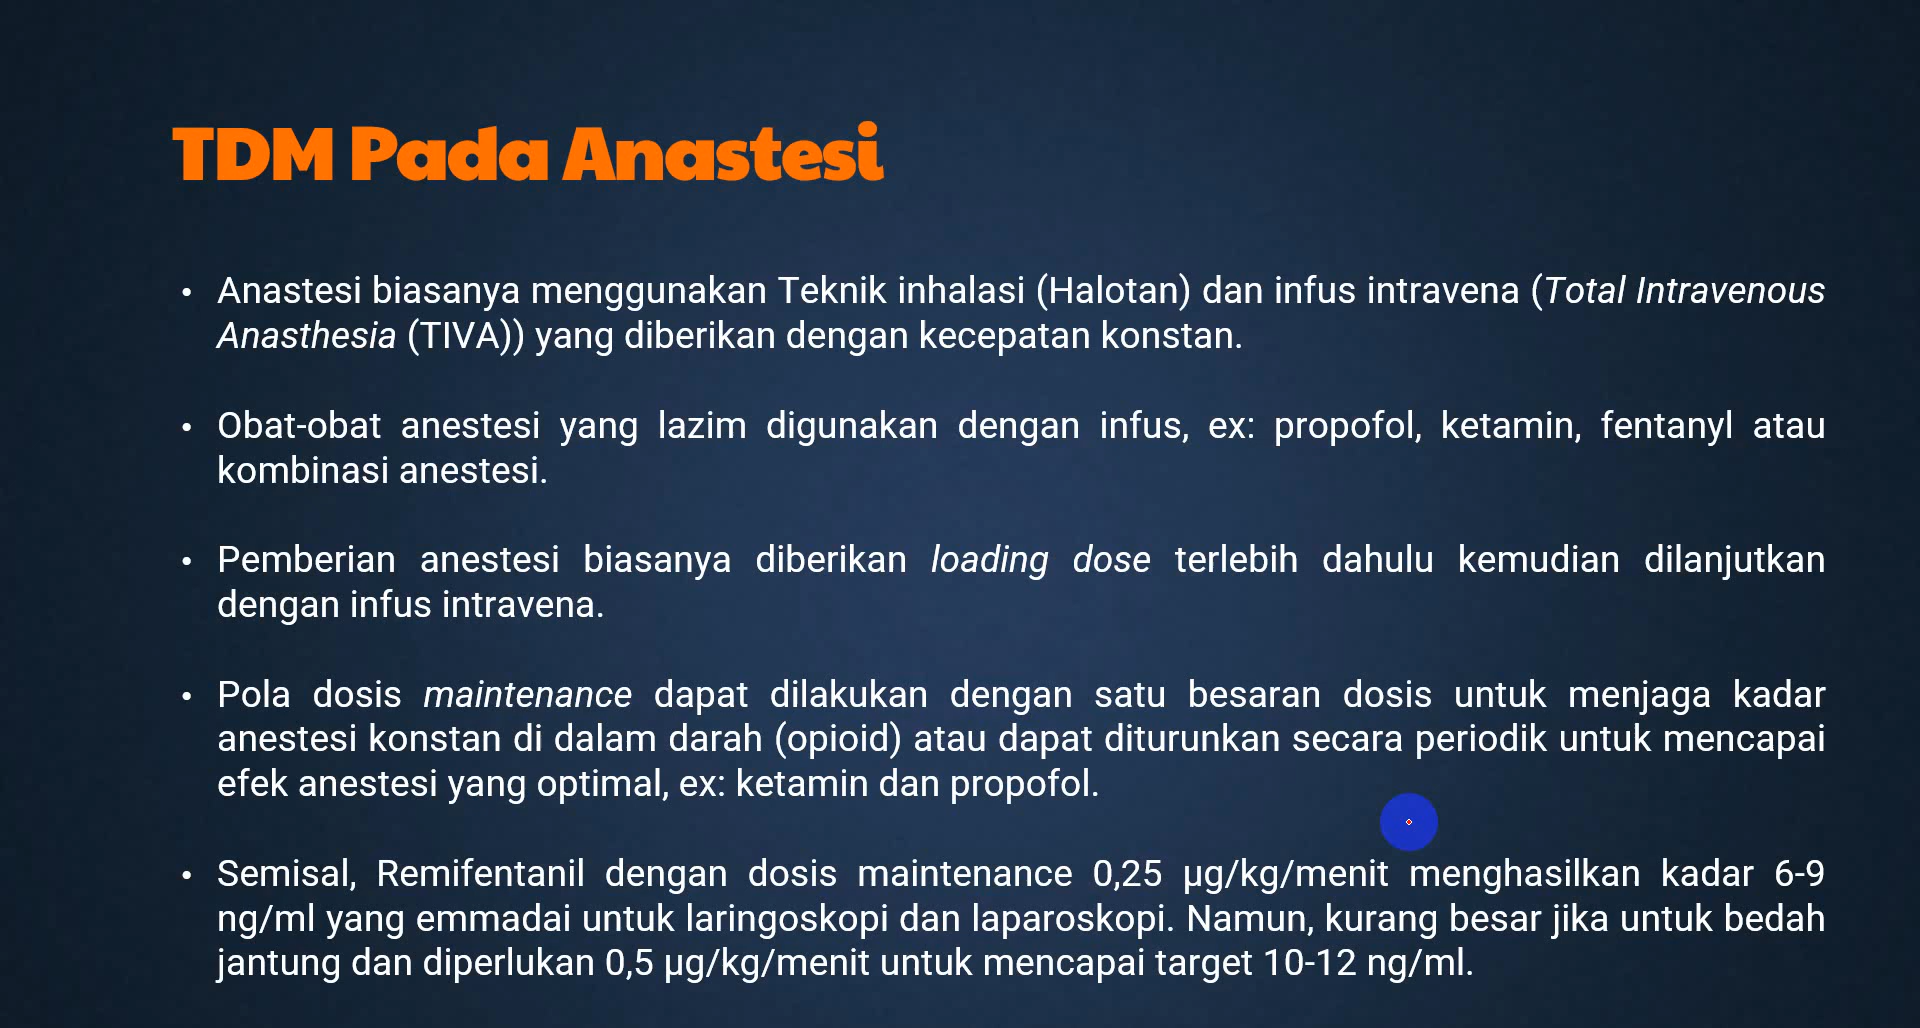 TDM Pada Anastesi
• Anastesi biasanya menggunakan Teknik inhalasi (Halotan) dan infus intravena (Total Intravenous
Anasthesia (TIVA)) yang diberikan dengan kecepatan konstan.
• Obat-obat anestesi yang lazim digunakan dengan infus, ex: propofol, ketamin, fentanyl atau
kombinasi anestesi.
• Pemberian anestesi biasanya diberikan loading dose terlebih dahulu kemudian dilanjutkan
dengan infus intravena.
• Pola dosis maintenance dapat dilakukan dengan satu besaran dosis untuk menjaga kadar
anestesi konstan di dalam darah (opioid) atau dapat diturunkan secara periodik untuk mencapai
efek anestesi yang optimal, ex: ketamin dan propofol.
• Semisal, Remifentanil dengan dosis maintenance 0,25 µg/kg/menit menghasilkan kadar 6-9
ng/ml yang emmadai untuk laringoskopi dan laparoskopi. Namun, kurang besar jika untuk bedah
jantung dan diperlukan 0,5 µg/kg/menit untuk mencapai target 10-12 ng/ml.